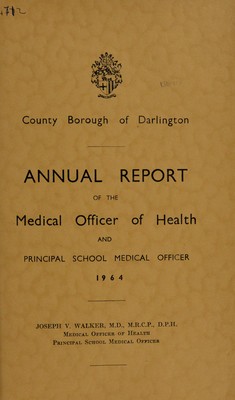 County Borough of Darlington
ANNUAL REPORT
OF THE
Medical Officer of Health
AND
PRINCIPAL SCHOOL MEDICAL OFFICER
1964
JOSEPH V. WALKER, M.D., M.R.C.P., D.P.H.
MEDICAL OFFICER OF HEALTH
PRINCIPAL SCHOOL MEDICAL OFFICER